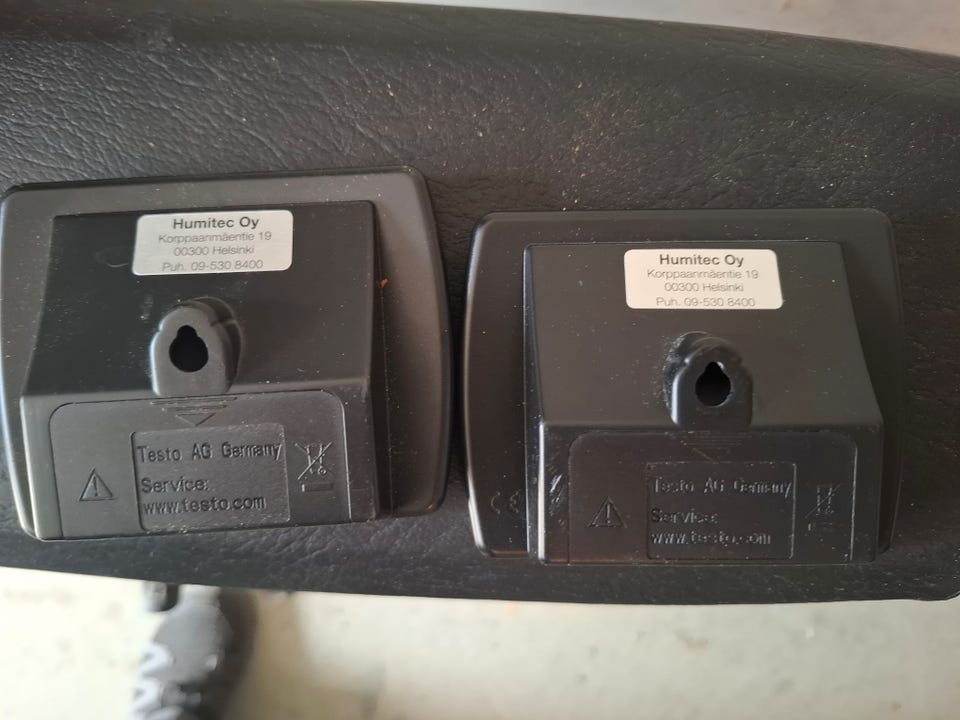 Humitec Oy
Korppaanmäentie 19
00300 Helsinki
Puh. 09-530 8400
Testo AG Germany
Service:
www.testo.com
Humitec Oy
Korppaanmäentie 19
00300 Helsinki
Puh. 09-530 8400
CE
Testo AG Germany
Service:
www.testo.com